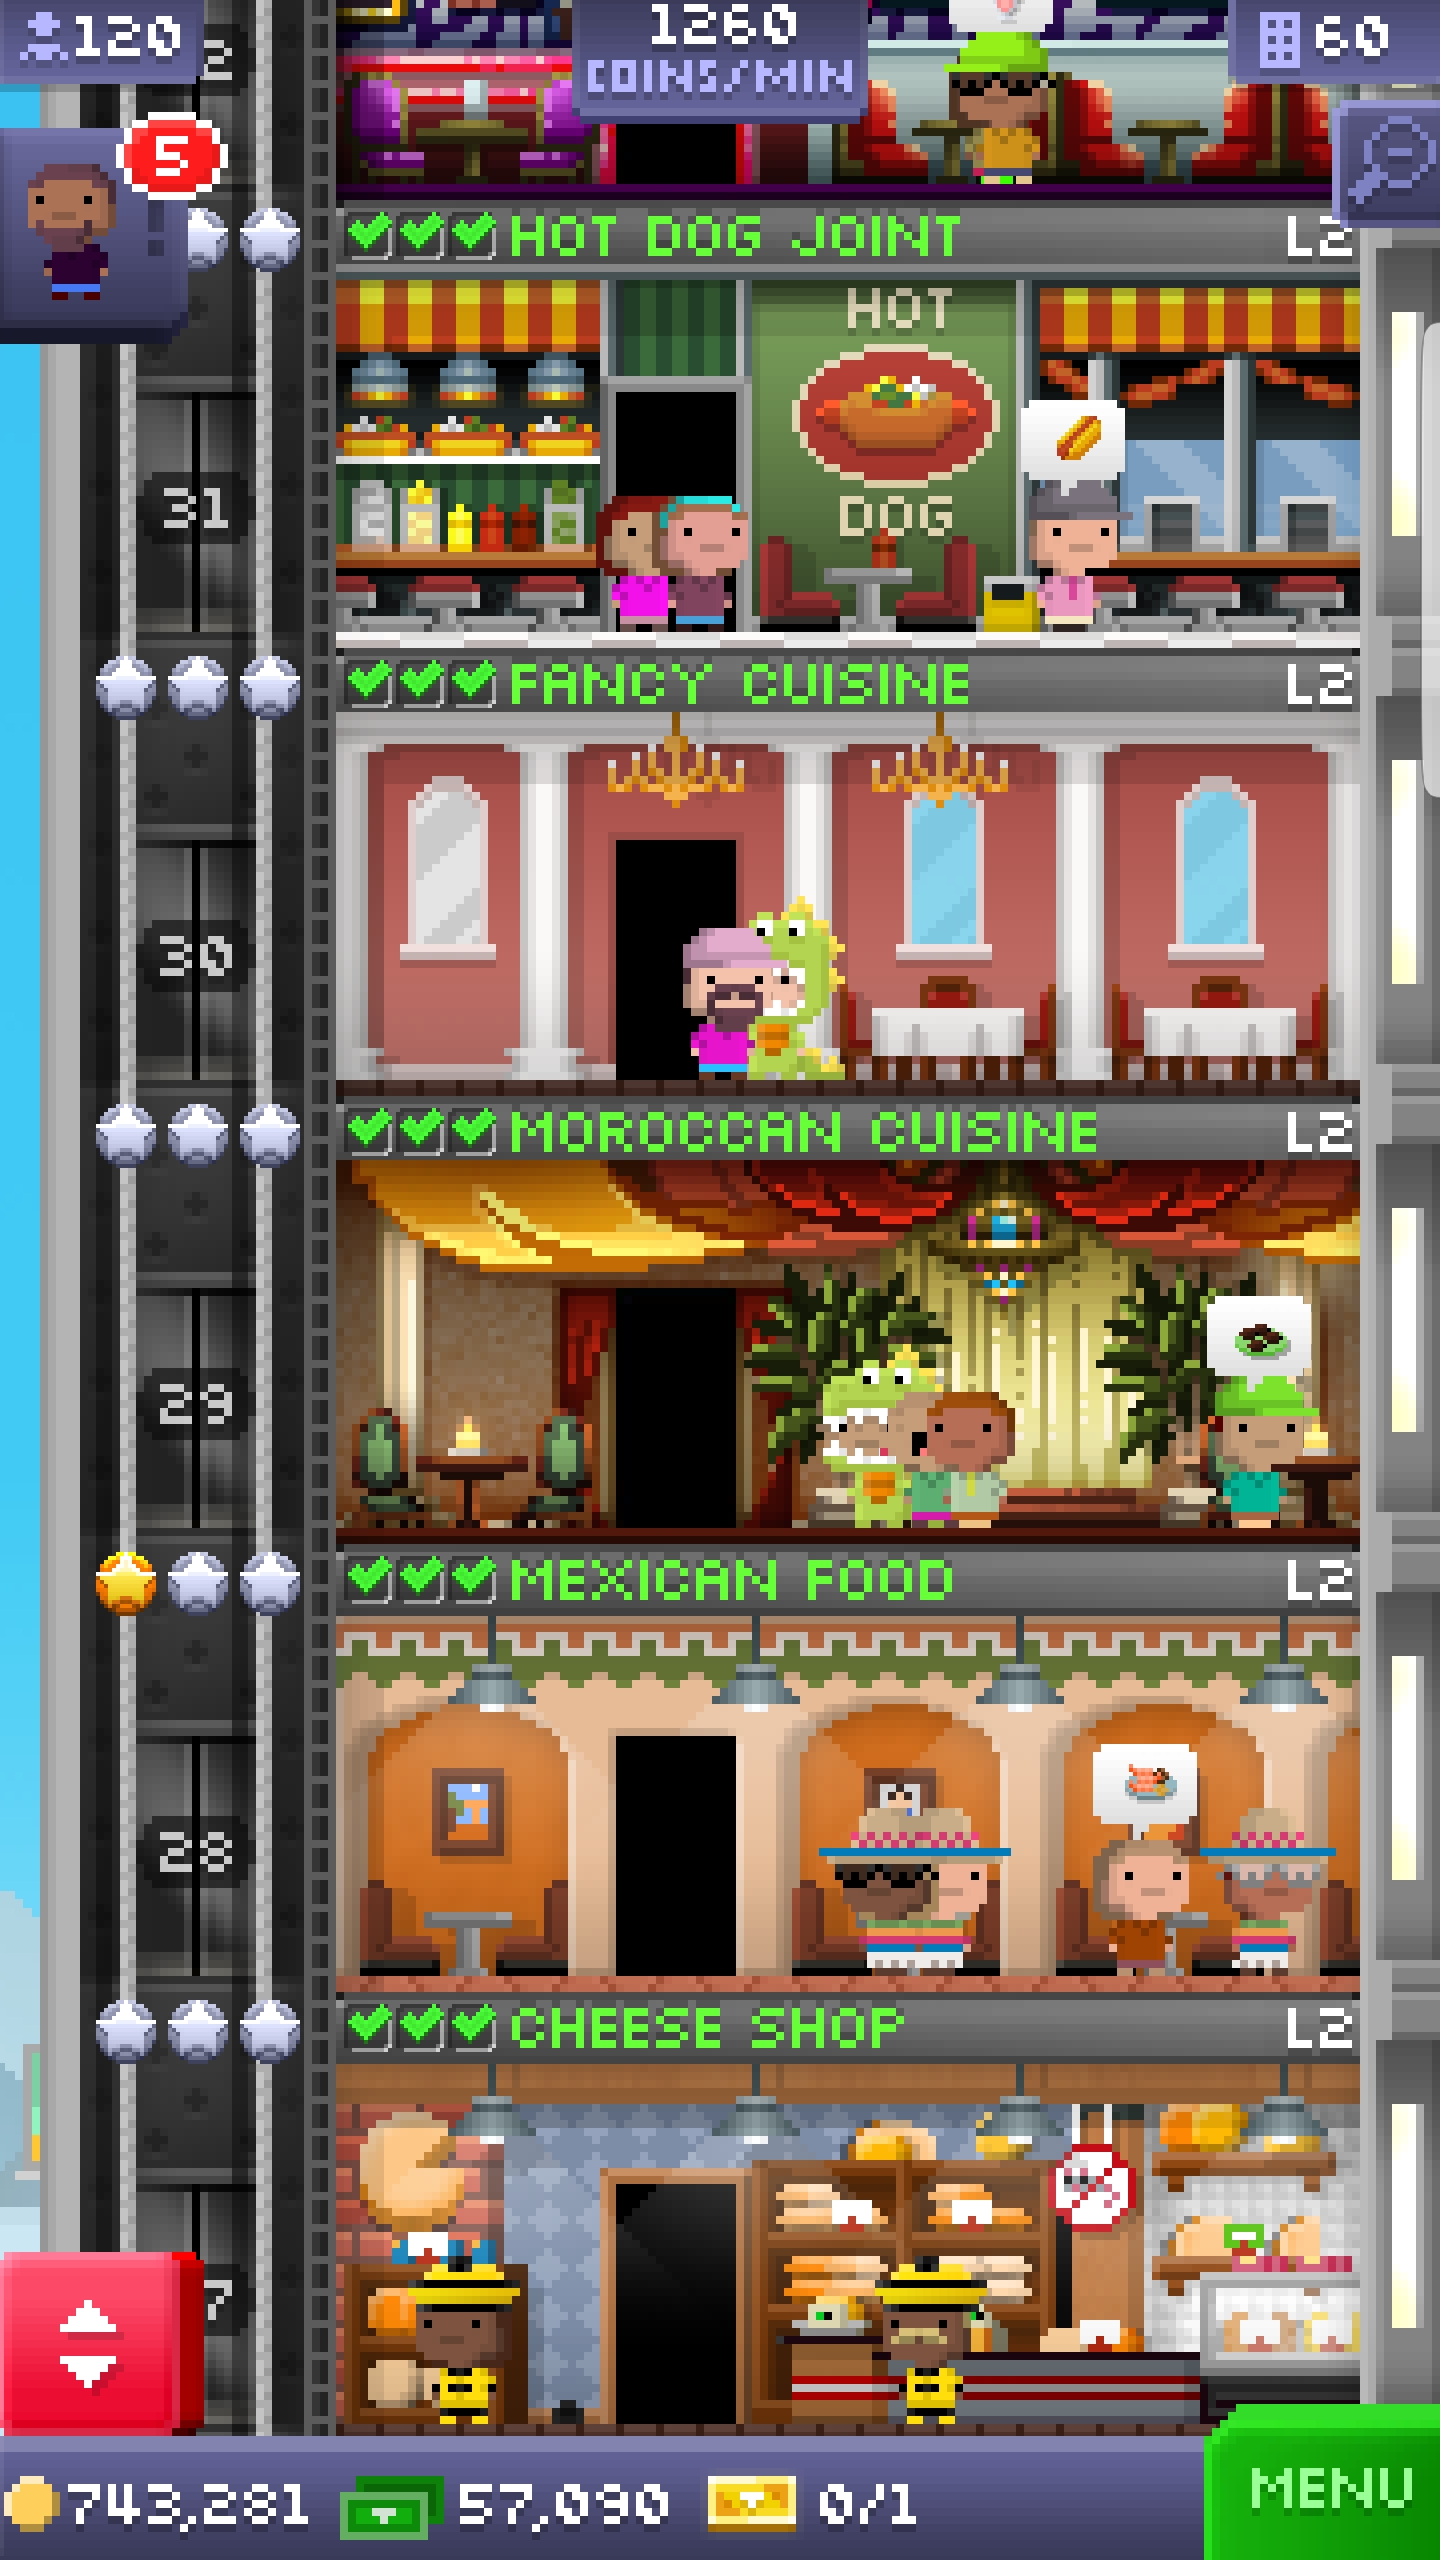 120
1260
COINS/MIN
60
5
HOT DOG JOINT L2
HOT
DOG
31
FANCY CUISINE L2
30
MOROCCAN CUISINE L2
29
MEXICAN FOOD L2
28
CHEESE SHOP L2
743,281 57,090 0/1
MENU